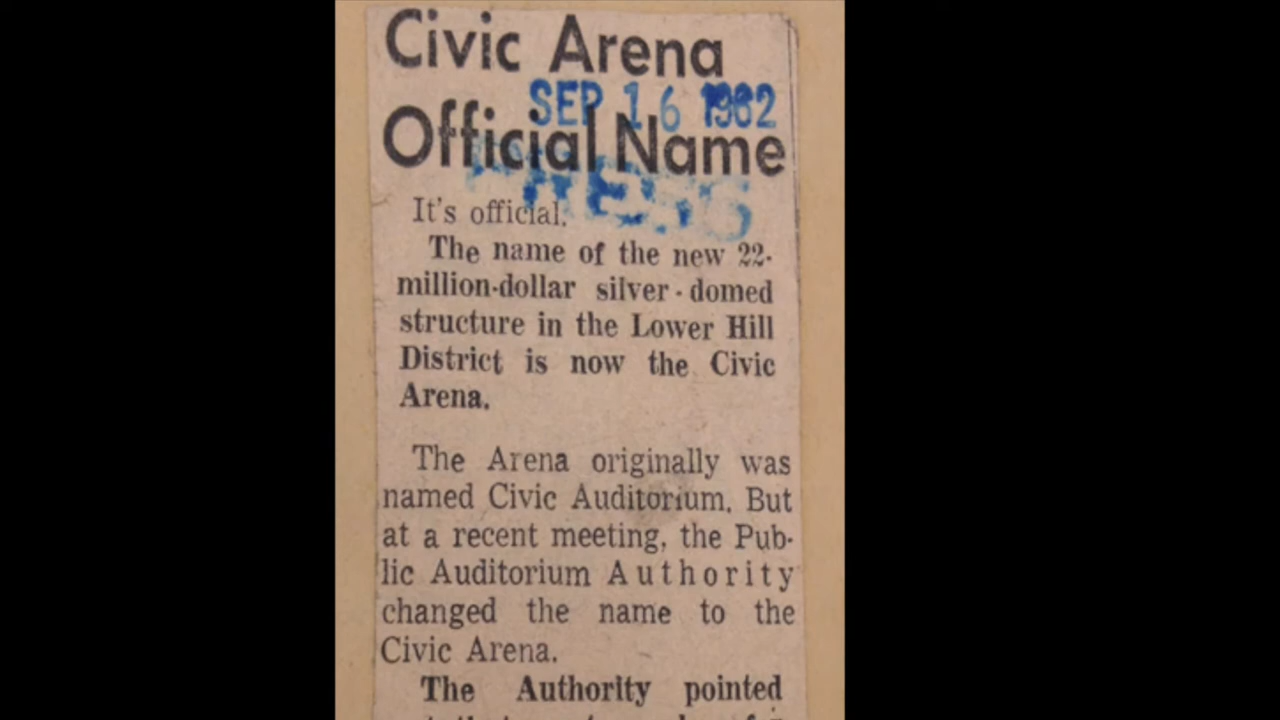 Civic Arena
SEP 16 1962
Official Name
PRESS
It's official.
The name of the new 22-
million-dollar silver-domed
structure in the Lower Hill
District is now the Civic
Arena.
The Arena originally was
named Civic Auditorium. But
at a recent meeting, the Pub-
lic Auditorium Authority
changed the name to the
Civic Arena.
The Authority pointed